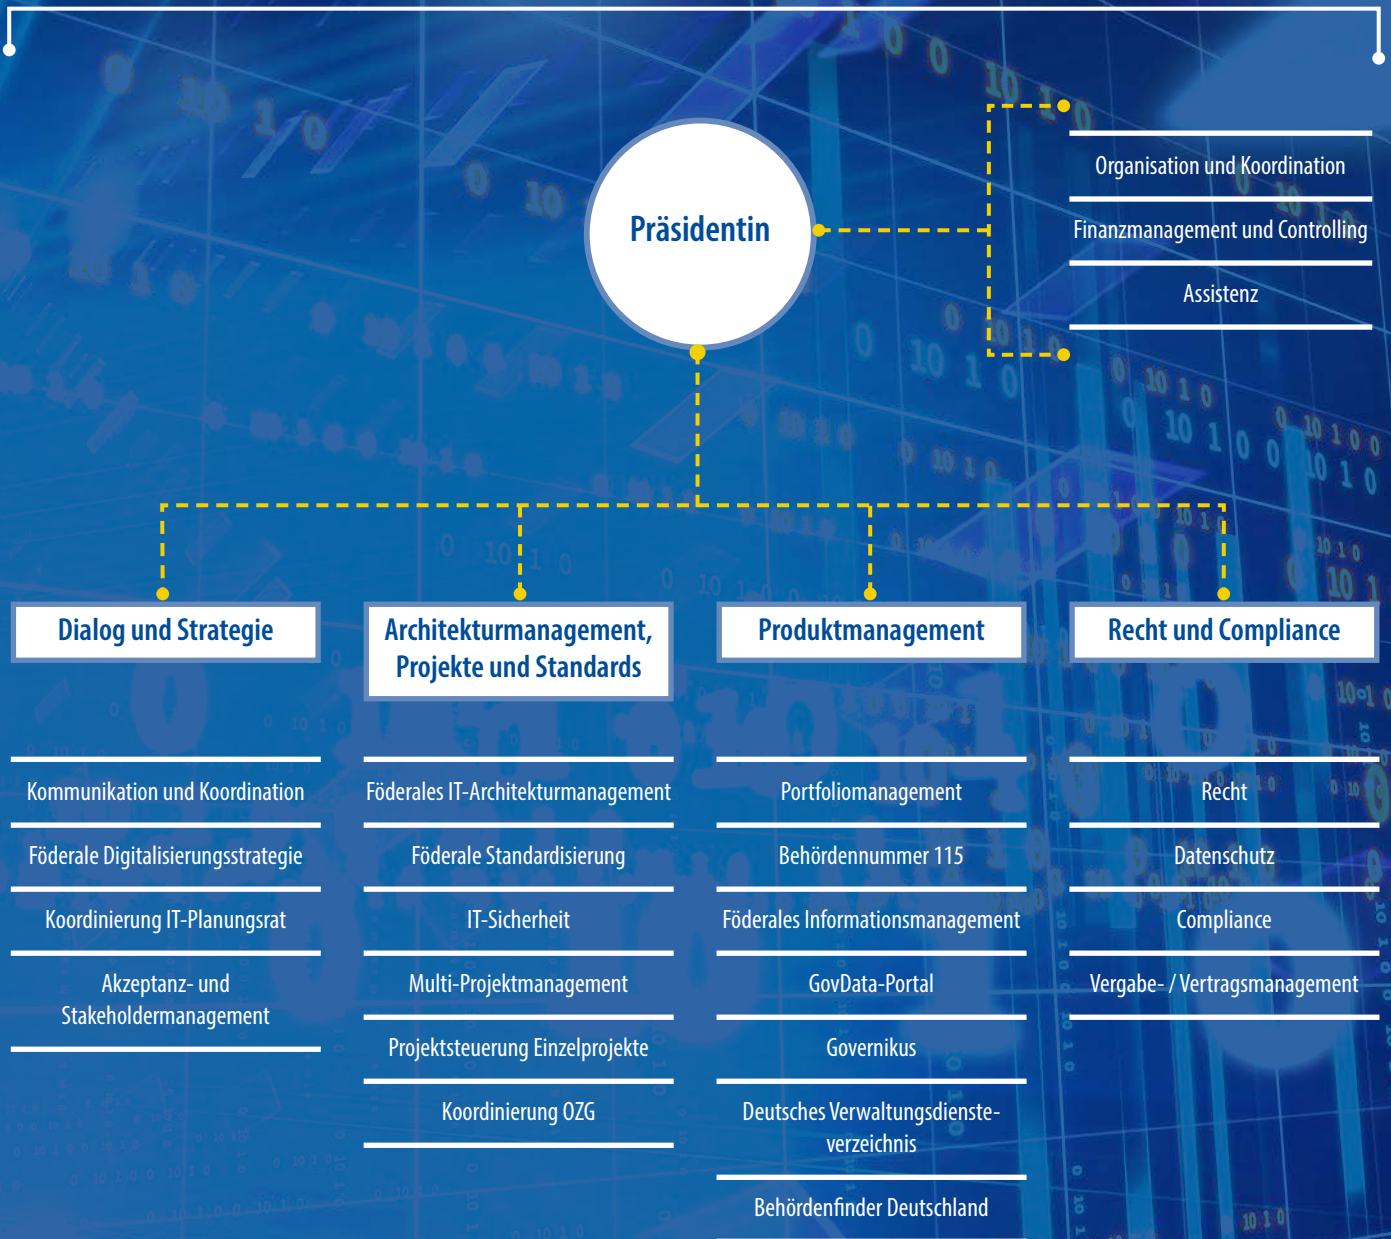 Präsidentin
Organisation und Koordination
Finanzmanagement und Controlling
Assistenz
Dialog und Strategie
Kommunikation und Koordination
Föderale Digitalisierungsstrategie
Koordinierung IT-Planungsrat
Akzeptanz- und
Stakeholdermanagement
Architekturmanagement,
Projekte und Standards
Föderales IT-Architekturmanagement
Föderale Standardisierung
IT-Sicherheit
Multi-Projektmanagement
Projektsteuerung Einzelprojekte
Koordinierung OZG
Produktmanagement
Portfoliomanagement
Behördennummer 115
Föderales Informationsmanagement
GovData-Portal
Governikus
Deutsches Verwaltungsdienste-
verzeichnis
Behördenfinder Deutschland
Recht und Compliance
Recht
Datenschutz
Compliance
Vergabe- / Vertragsmanagement